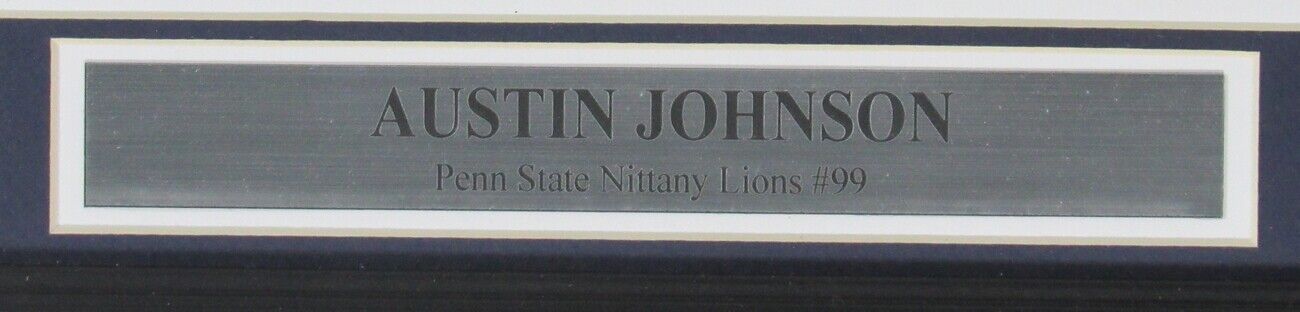 AUSTIN JOHNSON
Penn State Nittany Lions #99